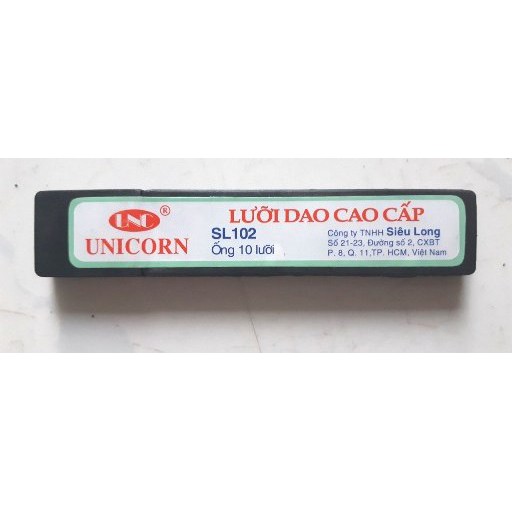 UNC®
UNICORN
LƯỠI DAO CAO CẤP
SL102
Ống 10 lưỡi
Công ty TNHH Siêu Long
Số 21-23, Đường số 2, CXBT
P. 8, Q. 11,TP. HCM, Việt Nam